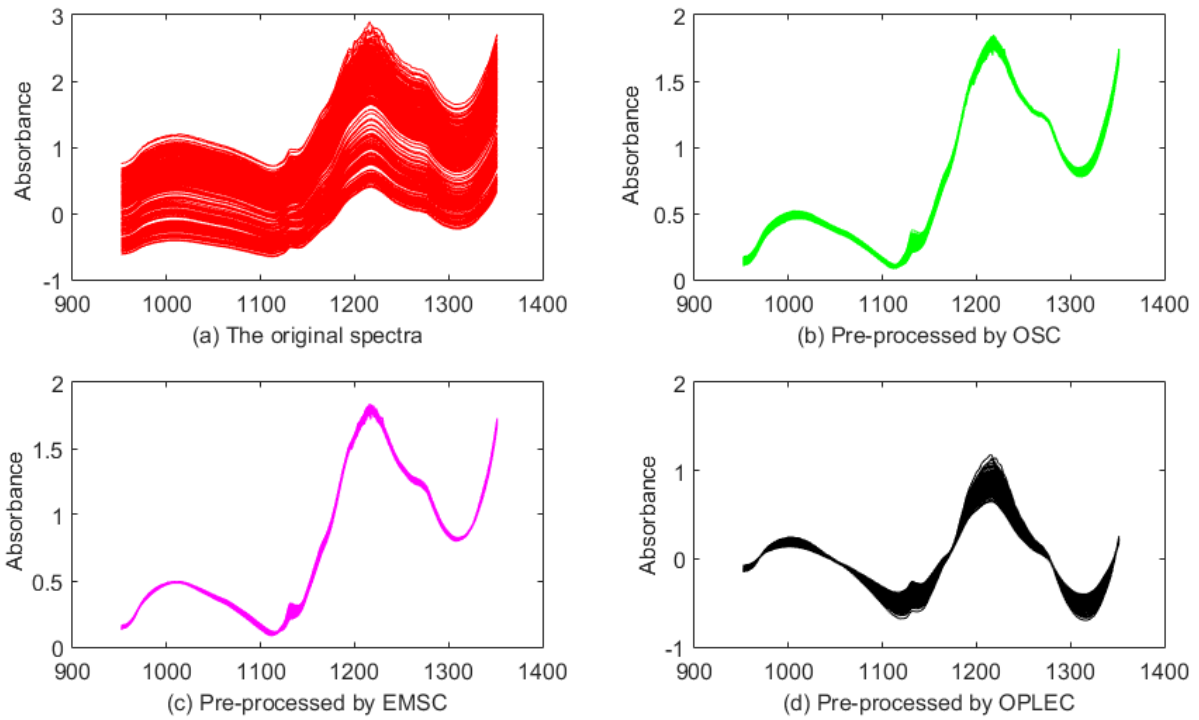 3
2
1
0
-1
Absorbance
900 1000 1100 1200 1300 1400
(a) The original spectra
2
1.5
1
0.5
0
Absorbance
900 1000 1100 1200 1300 1400
(b) Pre-processed by OSC
2
1.5
1
0.5
0
Absorbance
900 1000 1100 1200 1300 1400
(c) Pre-processed by EMSC
2
1
0
-1
Absorbance
900 1000 1100 1200 1300 1400
(d) Pre-processed by OPLEC